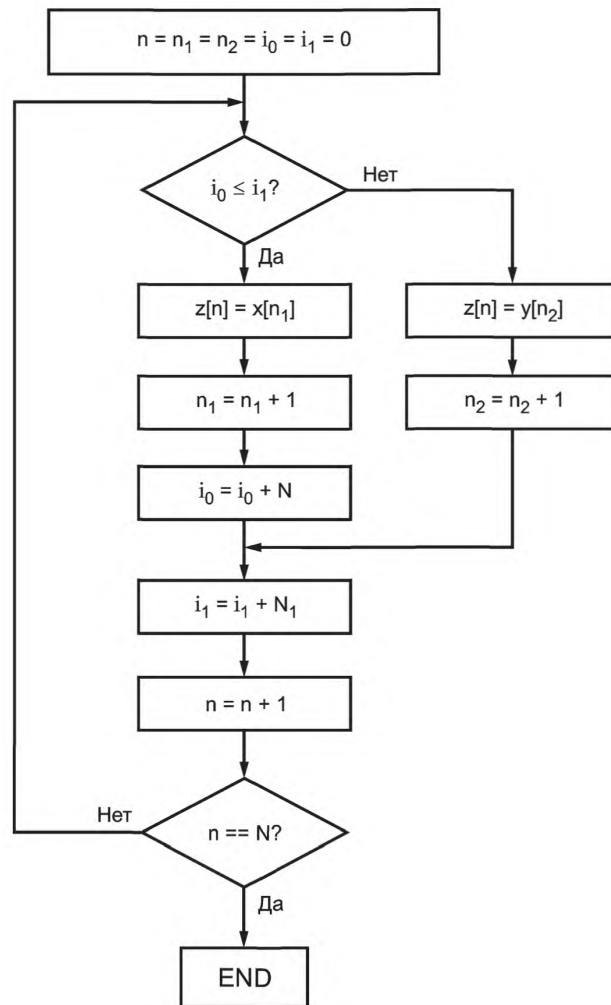 n = n₁ = n₂ = i₀ = i₁ = 0
i₀ ≤ i₁?
Нет
Да
z[n] = x[n₁]
z[n] = y[n₂]
n₁ = n₁ + 1
n₂ = n₂ + 1
i₀ = i₀ + N
i₁ = i₁ + N₁
n = n + 1
Нет
n == N?
Да
END